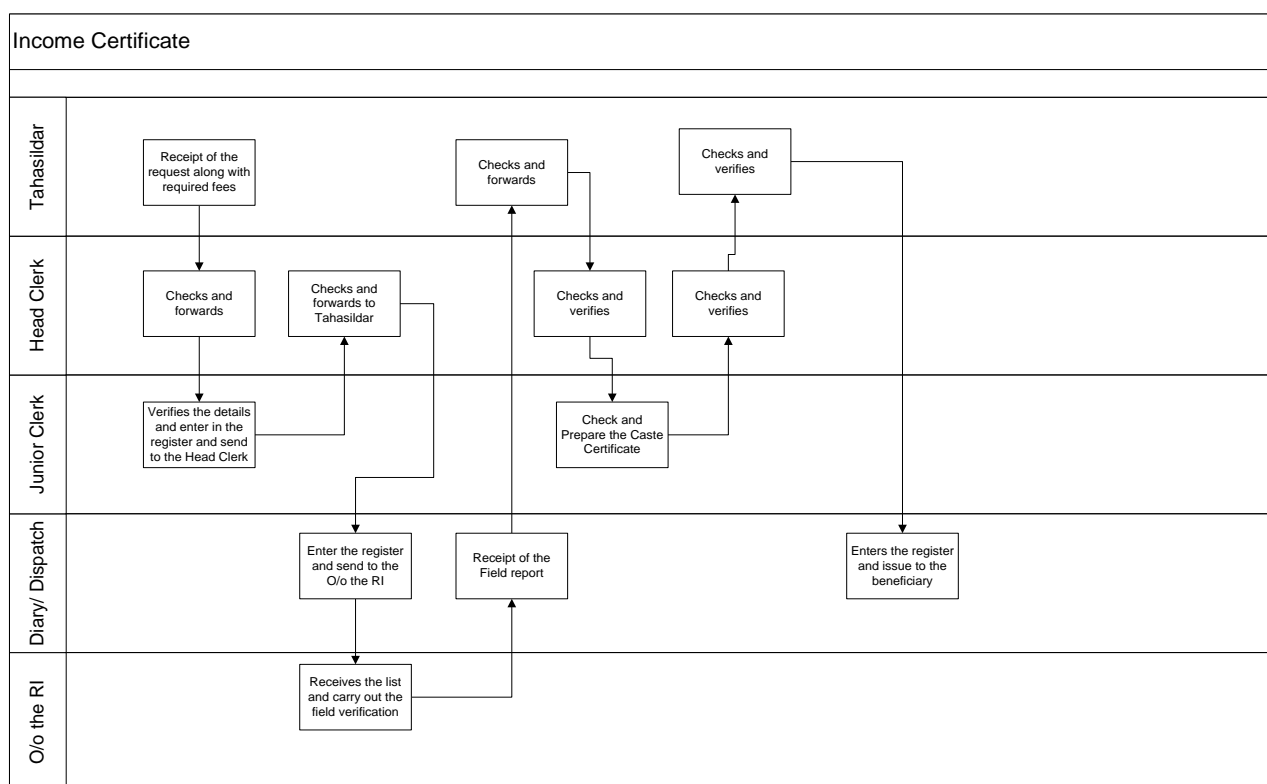 Income Certificate
Tahasildar
Receipt of the
request along with
required fees
Checks and
forwards
Checks and
verifies
Head Clerk
Checks and
forwards
Checks and
forwards to
Tahasildar
Checks and
verifies
Checks and
verifies
Junior Clerk
Verifies the details
and enter in the
register and send
to the Head Clerk
Check and
Prepare the Caste
Certificate
Diary/ Dispatch
Enter the register
and send to the
O/o the RI
Receipt of the
Field report
Enters the register
and issue to the
beneficiary
O/o the RI
Receives the list
and carry out the
field verification